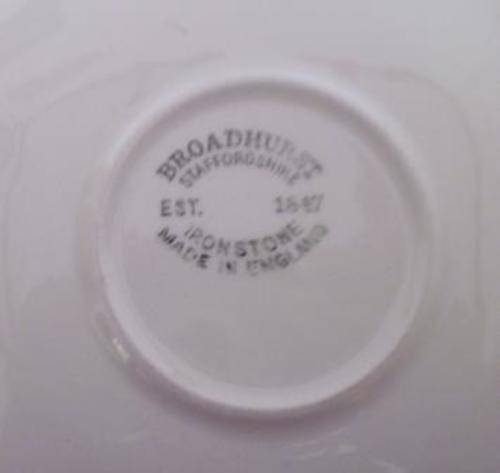 BROADHURST
STAFFORDSHIRE
EST. 1847
IRONSTONE
MADE IN ENGLAND